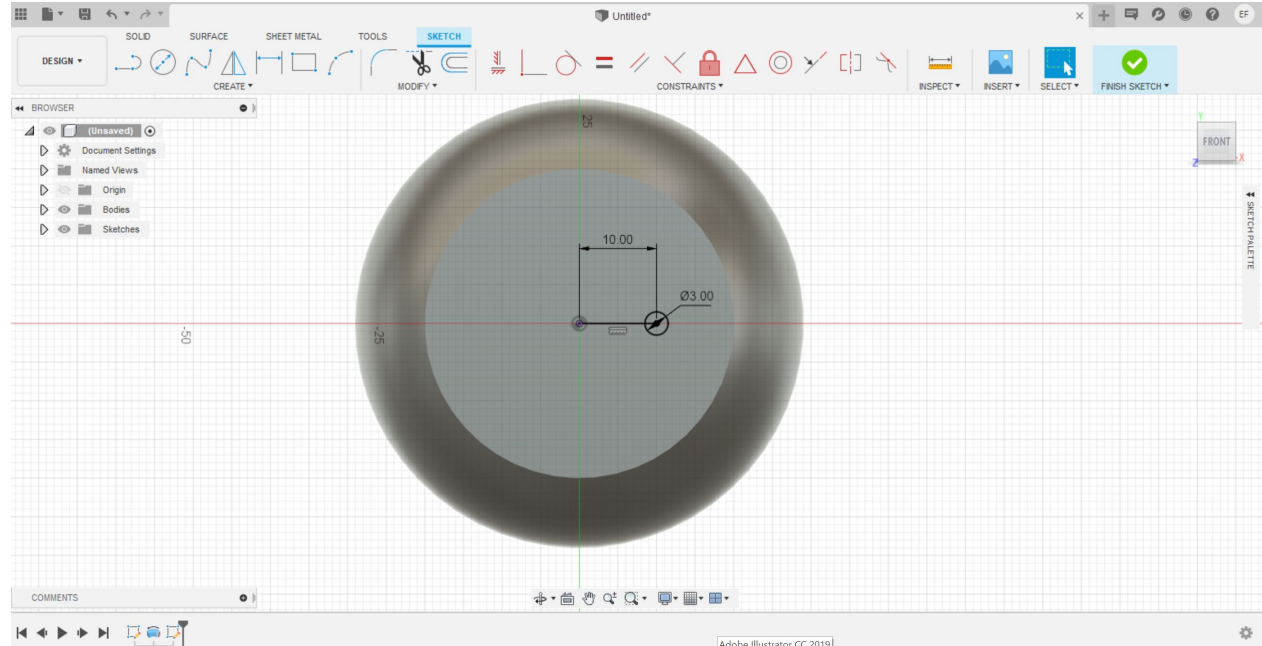 Untitled*
EF
SOLID
SURFACE
SHEET METAL
TOOLS
SKETCH
DESIGN
CREATE
MODIFY
CONSTRAINTS
INSPECT
INSERT
SELECT
FINISH SKETCH
BROWSER
(Unsaved)
Document Settings
Named Views
Origin
Bodies
Sketches
25
Y
FRONT
Z
X
SKETCH PALETTE
10.00
Ø3.00
-50
-25
COMMENTS
Adobe Illustrator CC 2019